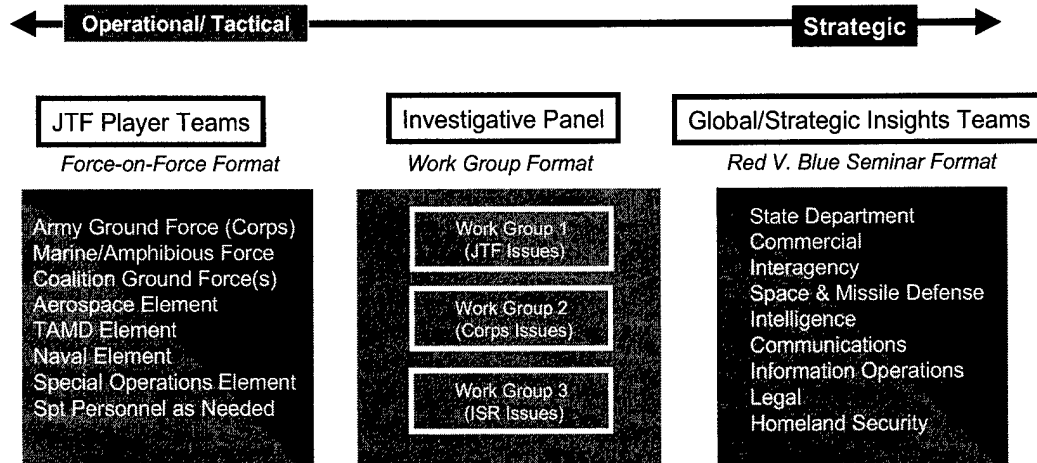 Operational/ Tactical
Strategic
JTF Player Teams
Force-on-Force Format
Army Ground Force (Corps)
Marine/Amphibious Force
Coalition Ground Force(s)
Aerospace Element
TAMD Element
Naval Element
Special Operations Element
Spt Personnel as Needed
Investigative Panel
Work Group Format
Work Group 1
(JTF Issues)
Work Group 2
(Corps Issues)
Work Group 3
(ISR Issues)
Global/Strategic Insights Teams
Red V. Blue Seminar Format
State Department
Commercial
Interagency
Space & Missile Defense
Intelligence
Communications
Information Operations
Legal
Homeland Security